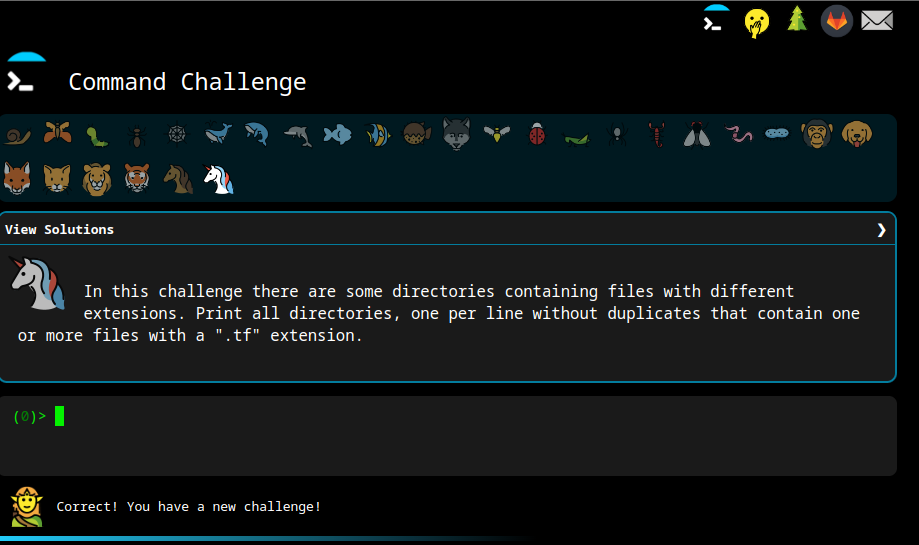 Command Challenge
View Solutions
In this challenge there are some directories containing files with different
extensions. Print all directories, one per line without duplicates that contain one
or more files with a ".tf" extension.
(0)>
Correct! You have a new challenge!